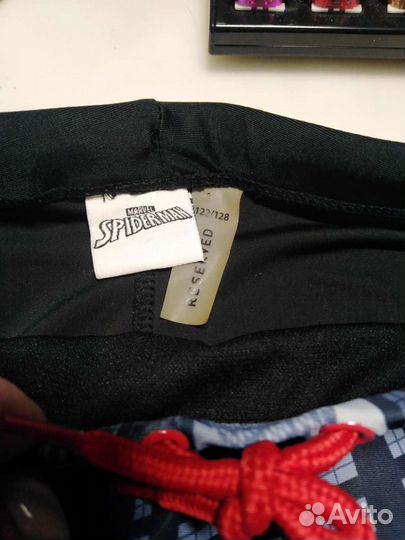 MARVEL
SPIDER-MAN
122/128
RESERVED
Avito